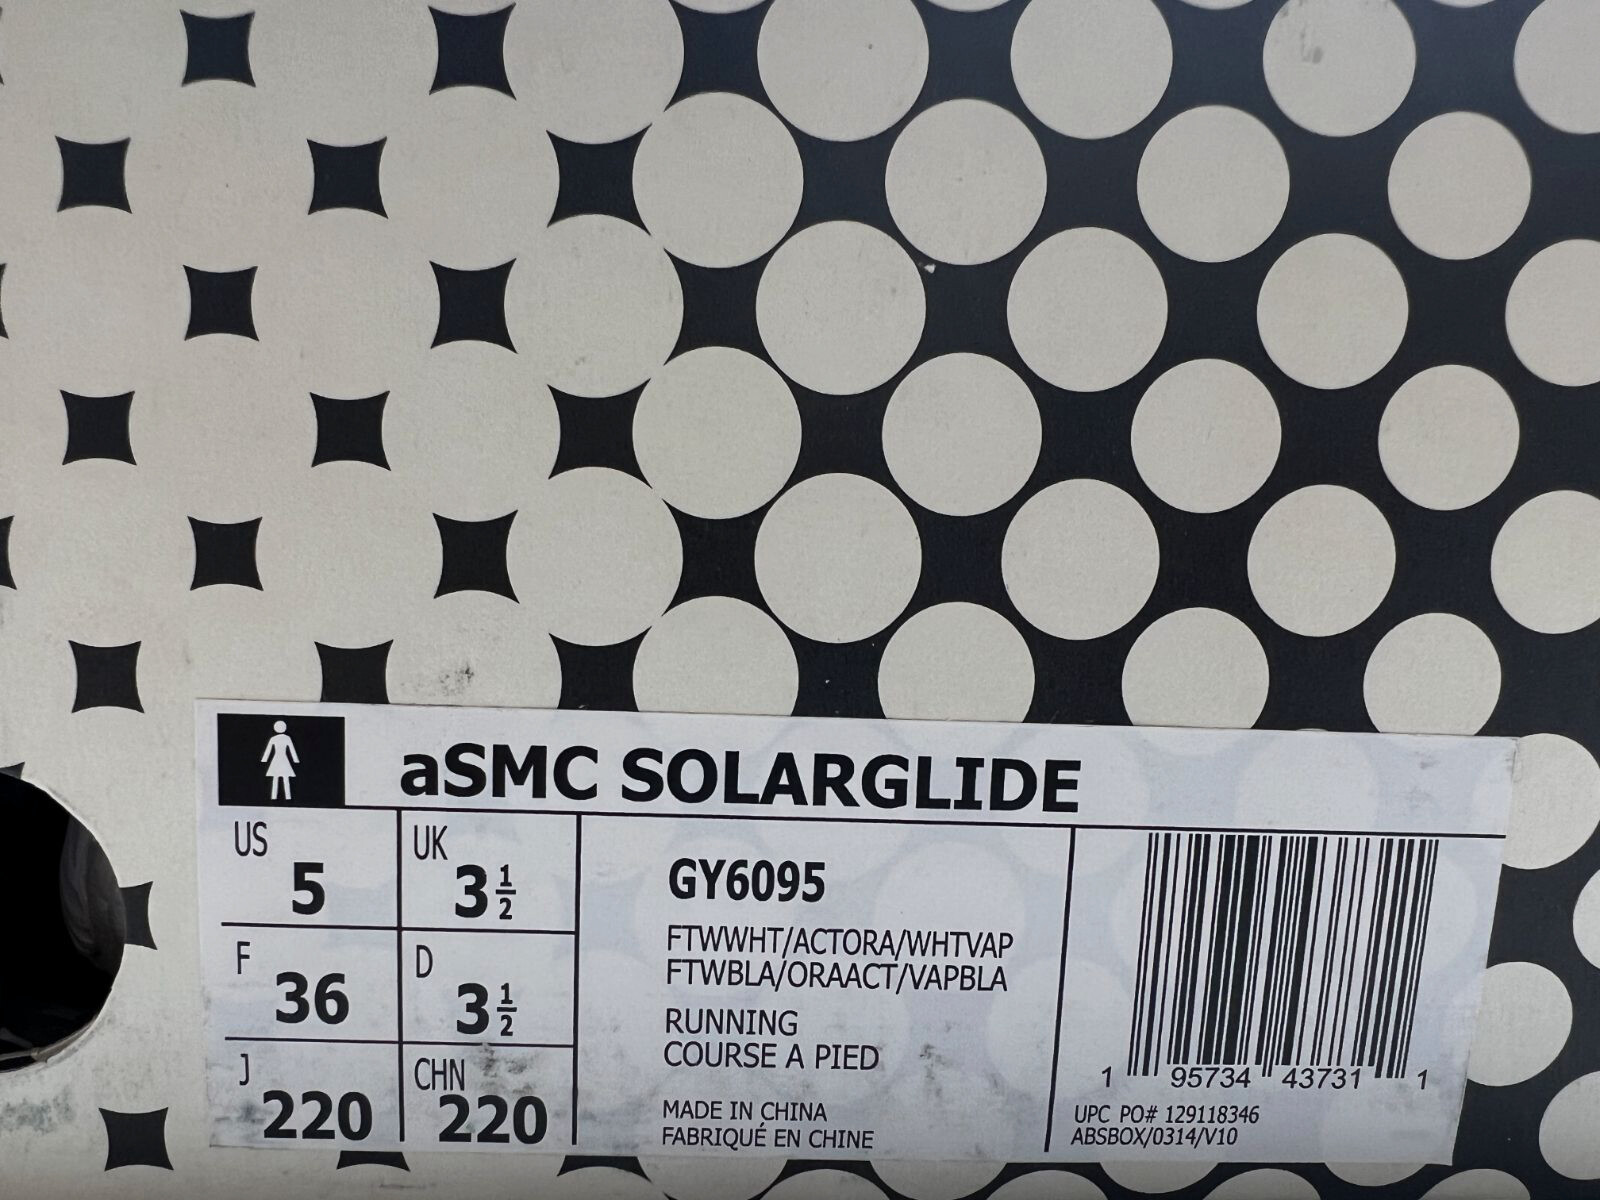 aSMC SOLARGLIDE
US 5
UK 3 1/2
F 36
D 3 1/2
J 220
CHN 220
GY6095
FTWWHT/ACTORA/WHTVAP
FTWBLA/ORAACT/VAPBLA
RUNNING
COURSE A PIED
MADE IN CHINA
FABRIQUÉ EN CHINE
1 95734 43731 1
UPC PO# 129118346
ABSBOX/0314/V10